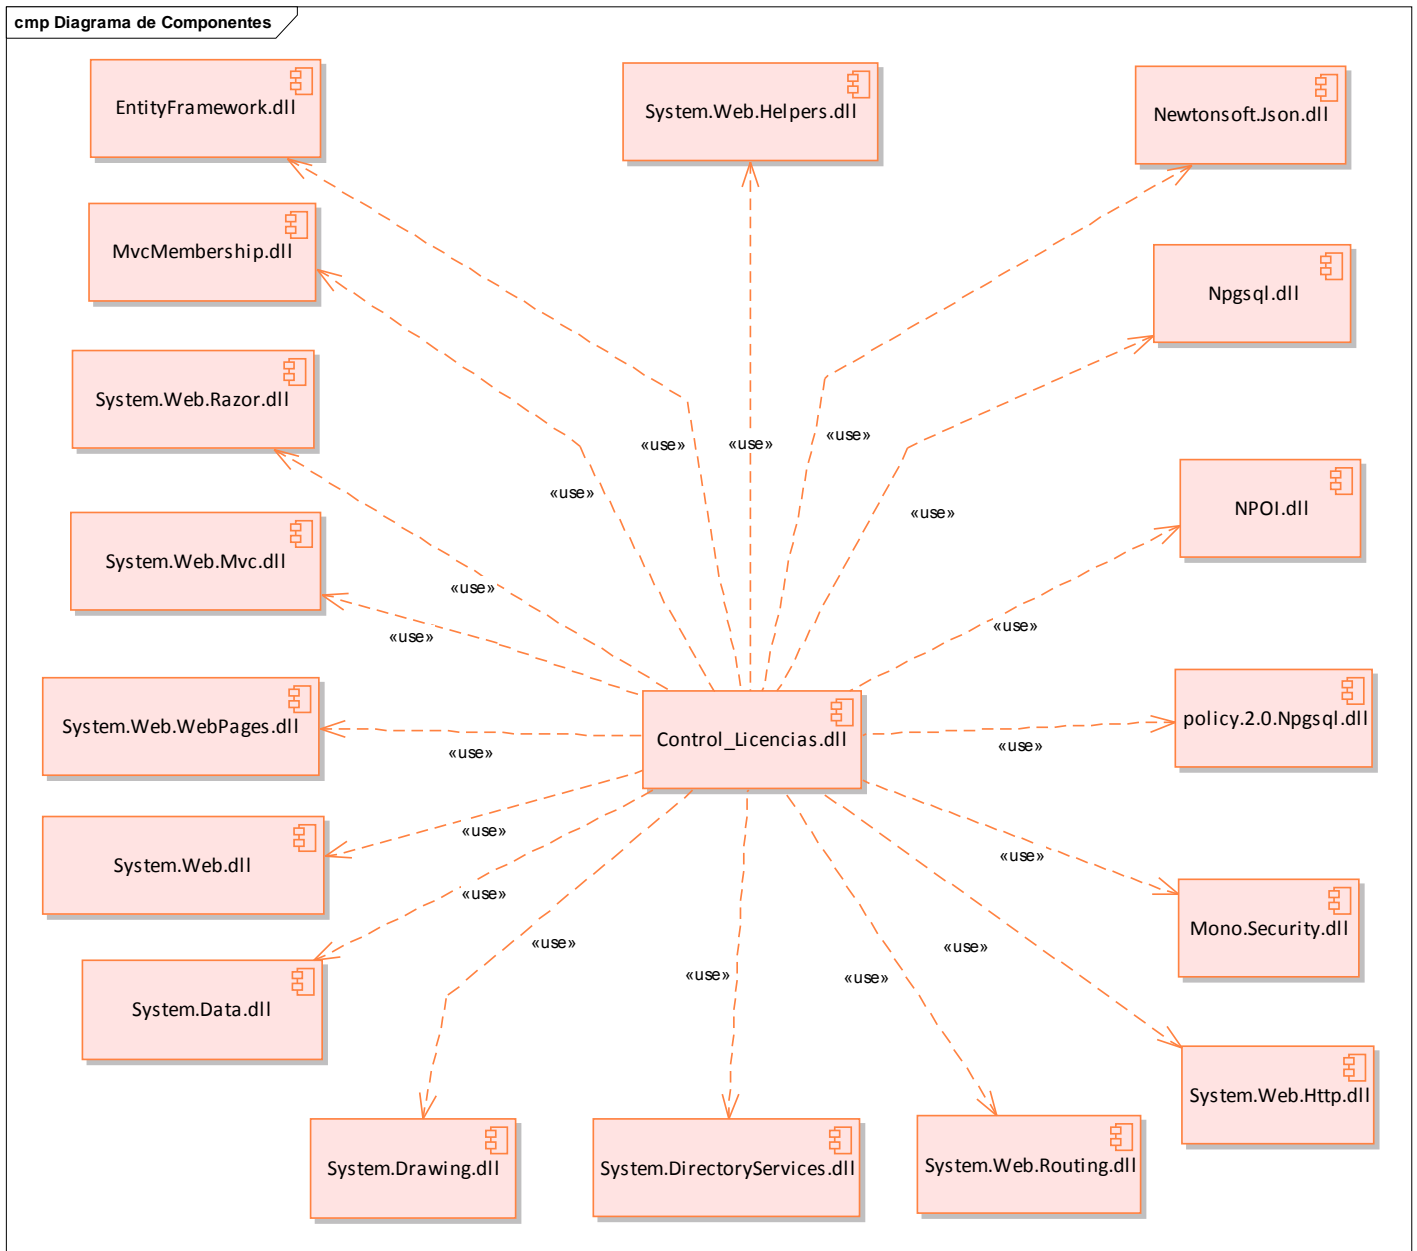 cmp Diagrama de Componentes
EntityFramework.dll
System.Web.Helpers.dll
Newtonsoft.Json.dll
MvcMembership.dll
Npgsql.dll
System.Web.Razor.dll
«use»
«use»
«use»
«use»
«use»
NPOI.dll
System.Web.Mvc.dll
«use»
«use»
«use»
System.Web.WebPages.dll
Control_Licencias.dll
policy.2.0.Npgsql.dll
«use»
«use»
System.Web.dll
«use»
«use»
«use»
Mono.Security.dll
«use»
«use»
«use»
«use»
System.Data.dll
System.Web.Http.dll
System.Drawing.dll
System.DirectoryServices.dll
System.Web.Routing.dll